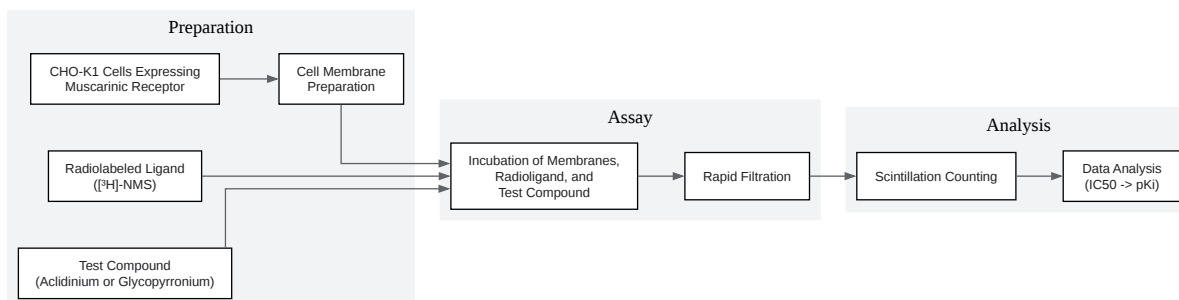 Preparation
CHO-K1 Cells Expressing
Muscarinic Receptor
Cell Membrane
Preparation
Radiolabeled Ligand
([³H]-NMS)
Test Compound
(Aclidinium or Glycopyrronium)
Assay
Incubation of Membranes,
Radioligand, and
Test Compound
Rapid Filtration
Analysis
Scintillation Counting
Data Analysis
(IC50 -> pKi)